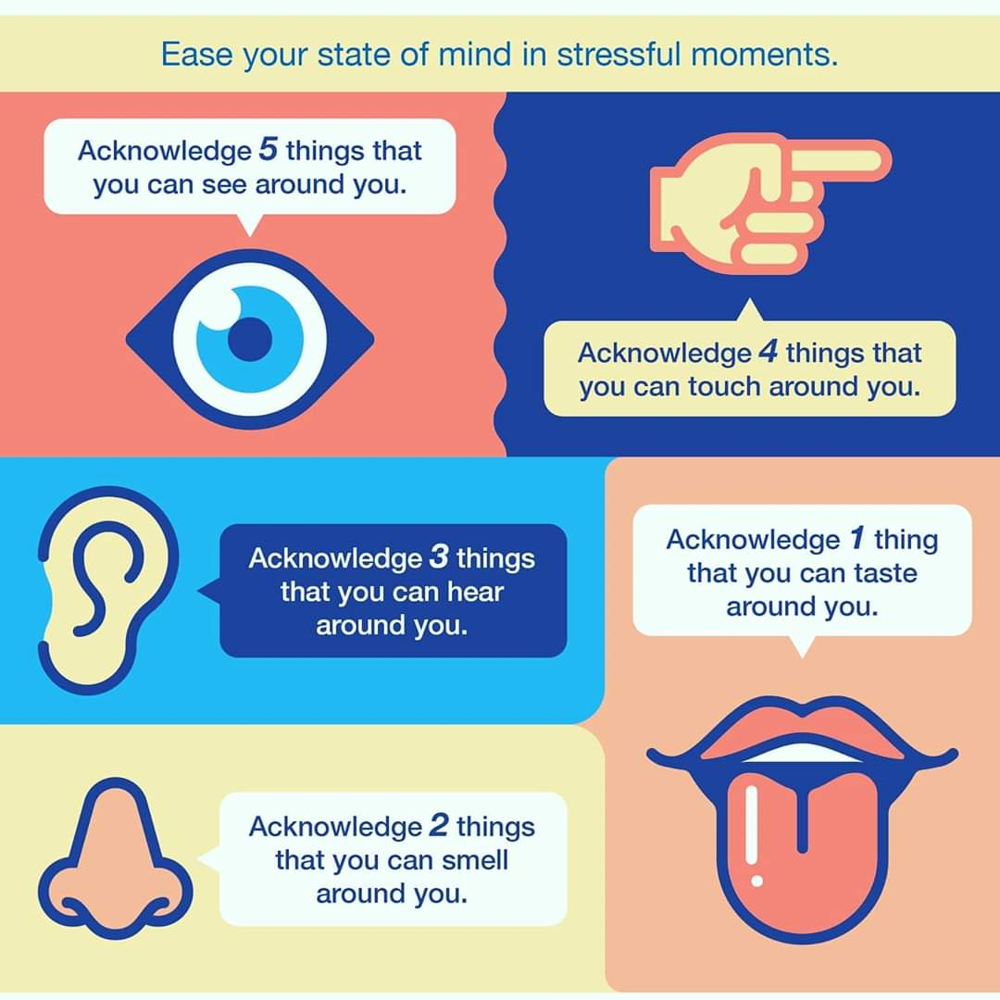 Ease your state of mind in stressful moments.
Acknowledge 5 things that
you can see around you.
Acknowledge 4 things that
you can touch around you.
Acknowledge 3 things
that you can hear
around you.
Acknowledge 1 thing
that you can taste
around you.
Acknowledge 2 things
that you can smell
around you.